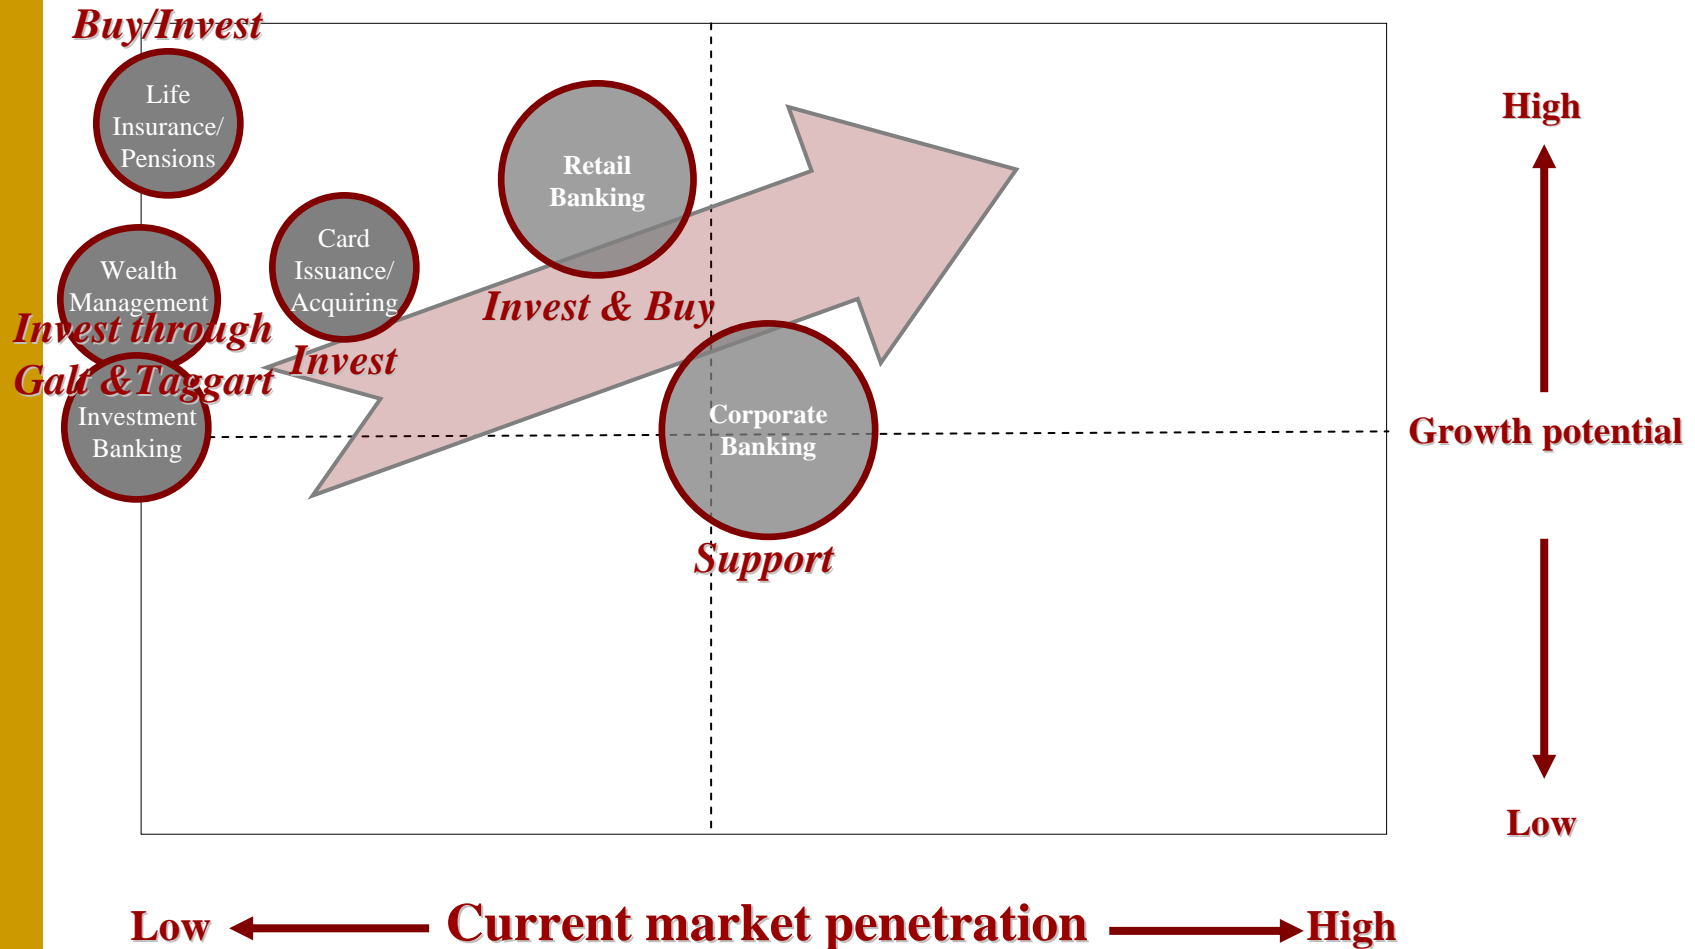 Buy/Invest
Life
Insurance/
Pensions
Retail
Banking
High
Card
Issuance/
Acquiring
Wealth
Management
Invest & Buy
Invest through
Galt &Taggart
Invest
Investment
Banking
Corporate
Banking
Growth potential
Support
Low
Low
Current market penetration
High